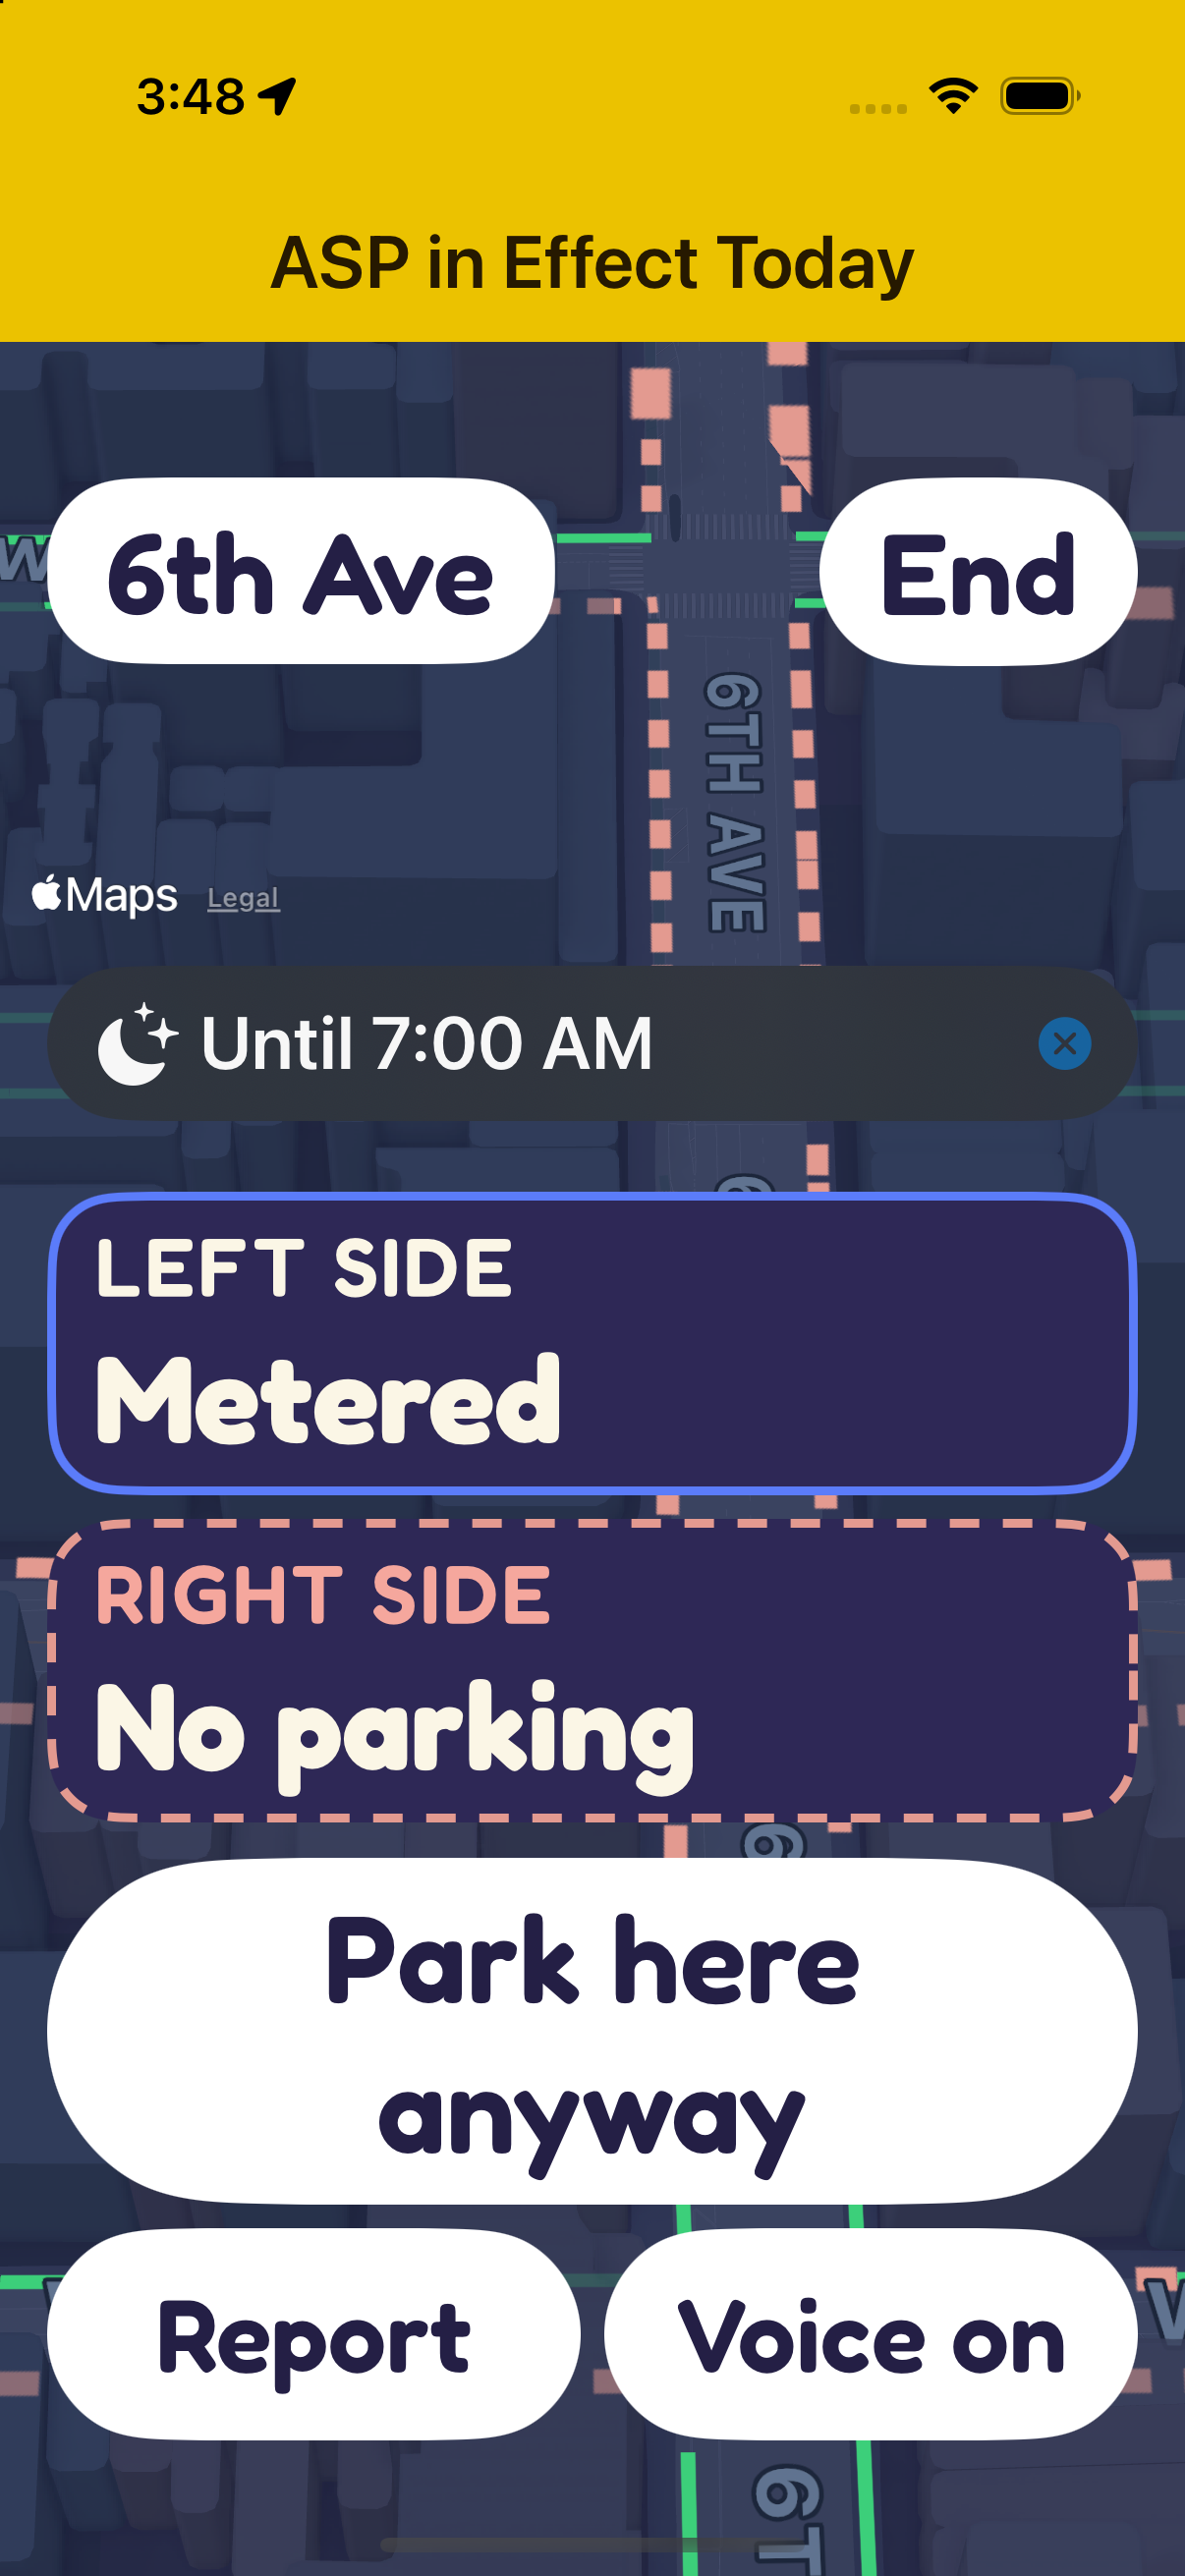 3:48
ASP in Effect Today
6th Ave
End
6TH AVE
Maps Legal
Until 7:00 AM
LEFT SIDE
Metered
RIGHT SIDE
No parking
Park here
anyway
Report
Voice on